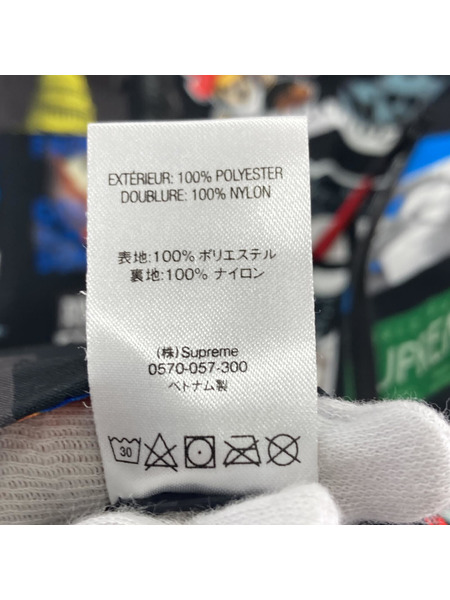 EXTÉRIEUR: 100% POLYESTER
DOUBLURE: 100% NYLON
表地:100% ポリエステル
裏地:100% ナイロン
(株) Supreme
0570-057-300
ベトナム製
30